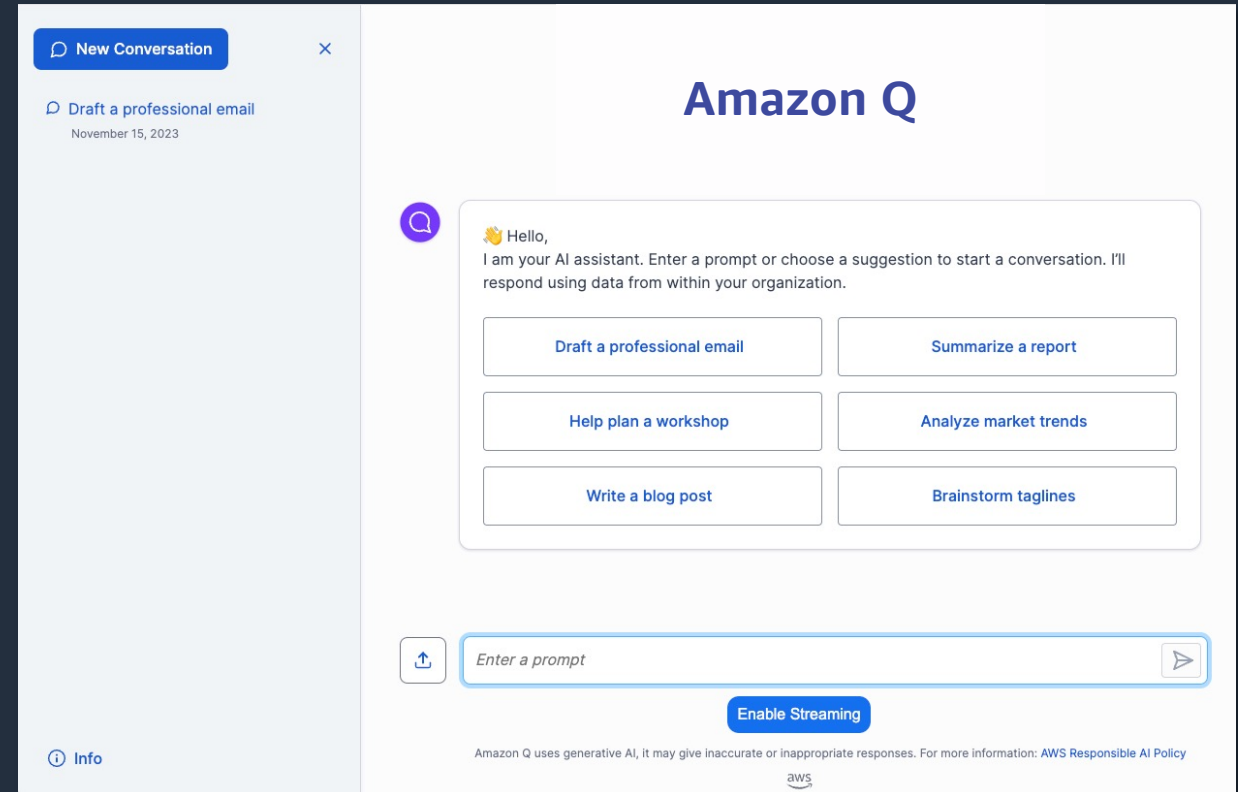 New Conversation
Draft a professional email
November 15, 2023
Info
Amazon Q
👋 Hello,
I am your AI assistant. Enter a prompt or choose a suggestion to start a conversation. I’ll
respond using data from within your organization.
Draft a professional email
Summarize a report
Help plan a workshop
Analyze market trends
Write a blog post
Brainstorm taglines
Enter a prompt
Enable Streaming
Amazon Q uses generative AI, it may give inaccurate or inappropriate responses. For more information: AWS Responsible AI Policy
aws